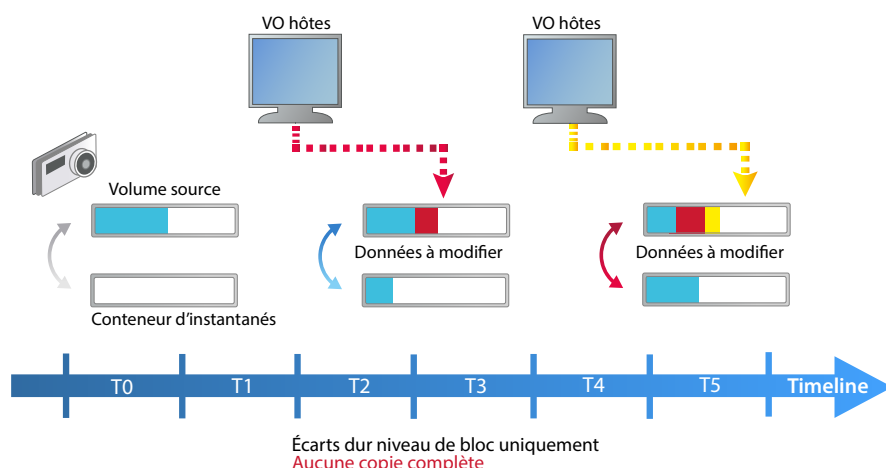 VO hôtes
VO hôtes
Volume source
Données à modifier
Données à modifier
Conteneur d'instantanés
T0 T1 T2 T3 T4 T5 Timeline
Écarts dur niveau de bloc uniquement
Aucune copie complète